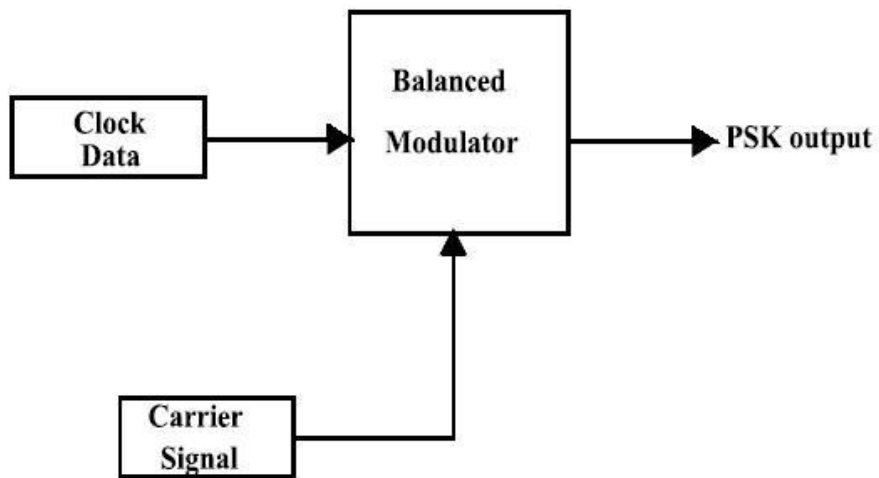 Balanced
Modulator
Clock
Data
PSK output
Carrier
Signal